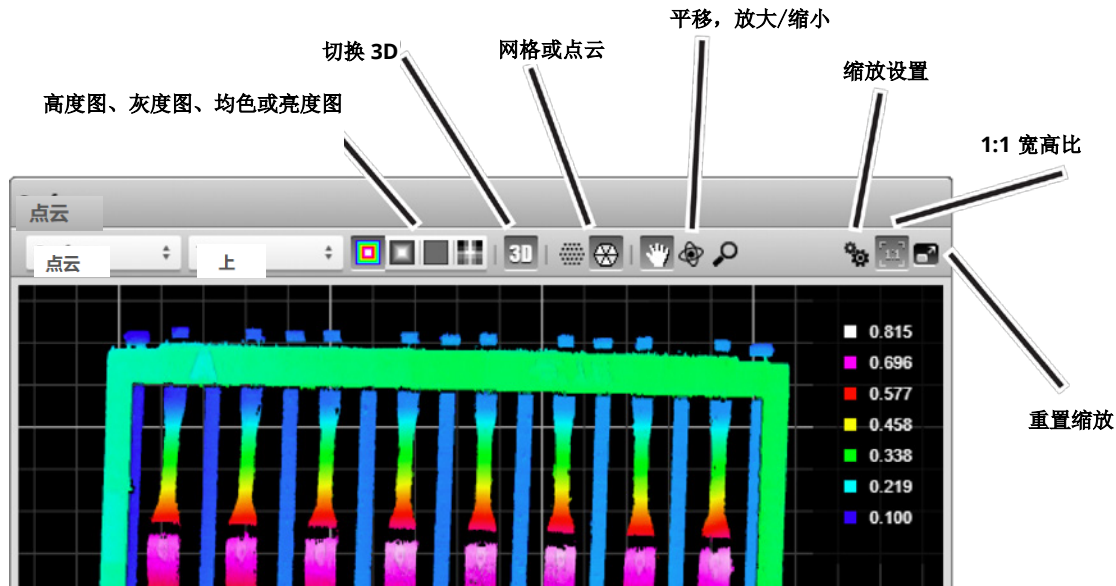 平移，放大/缩小
切换 3D
网格或点云
缩放设置
高度图、灰度图、均色或亮度图
1:1 宽高比
点云
点云
上
3D
1:1
0.815
0.696
0.577
0.458
0.338
0.219
0.100
重置缩放